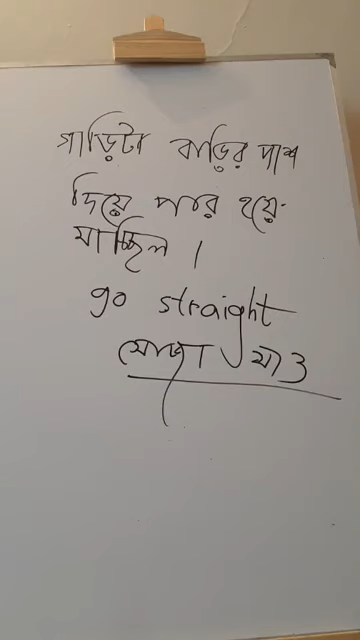 গাড়িটা বাড়ির পাশ
দিয়ে পার হয়ে
যাচ্ছিল।
go straight
সোজা যাও